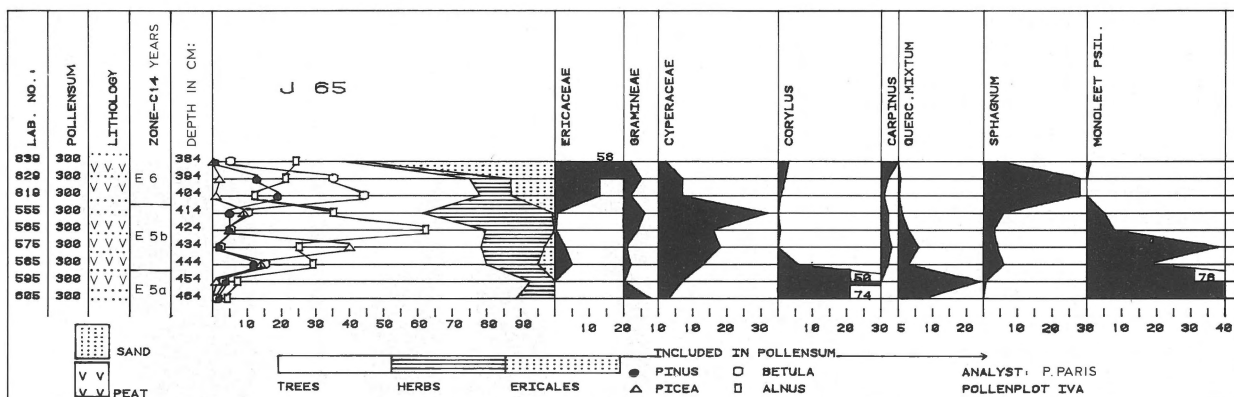 LAB. NO.:
POLLENSUM
LITHOLOGY
ZONE-C14 YEARS
DEPTH IN CM:
J 65
ERICACEAE
GRAMINEAE
CYPERACEAE
CORYLUS
CARPINUS
QUERC.MIXTUM
SPHAGNUM
MONOLEET PSIL.
839 300 384 58
829 300 E 6 394
819 300 404
555 300 414
565 300 E 5b 424
575 300 434
585 300 444
595 300 E 5a 454 50 76
605 300 464 74
10 20 30 40 50 60 70 80 90 10 10 10 20 30 10 20 30 5 10 20 10 20 30 10 20 30 40
SAND
PEAT
TREES HERBS ERICALES
INCLUDED IN POLLENSUM
PINUS BETULA
PICEA ALNUS
ANALYST: P.PARIS
POLLENPLOT IVA